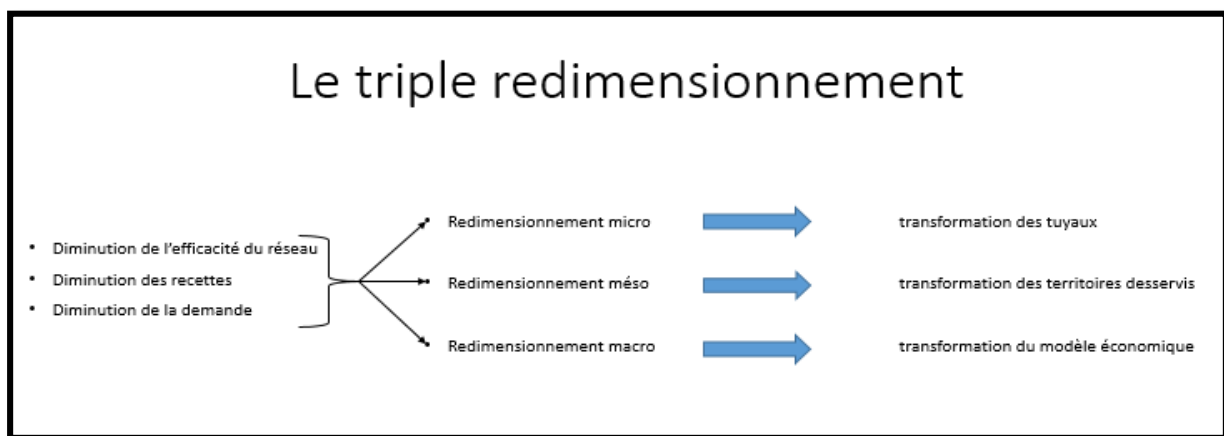 Le triple redimensionnement
• Diminution de l'efficacité du réseau
• Diminution des recettes
• Diminution de la demande
• Redimensionnement micro
• Redimensionnement méso
• Redimensionnement macro
transformation des tuyaux
transformation des territoires desservis
transformation du modèle économique